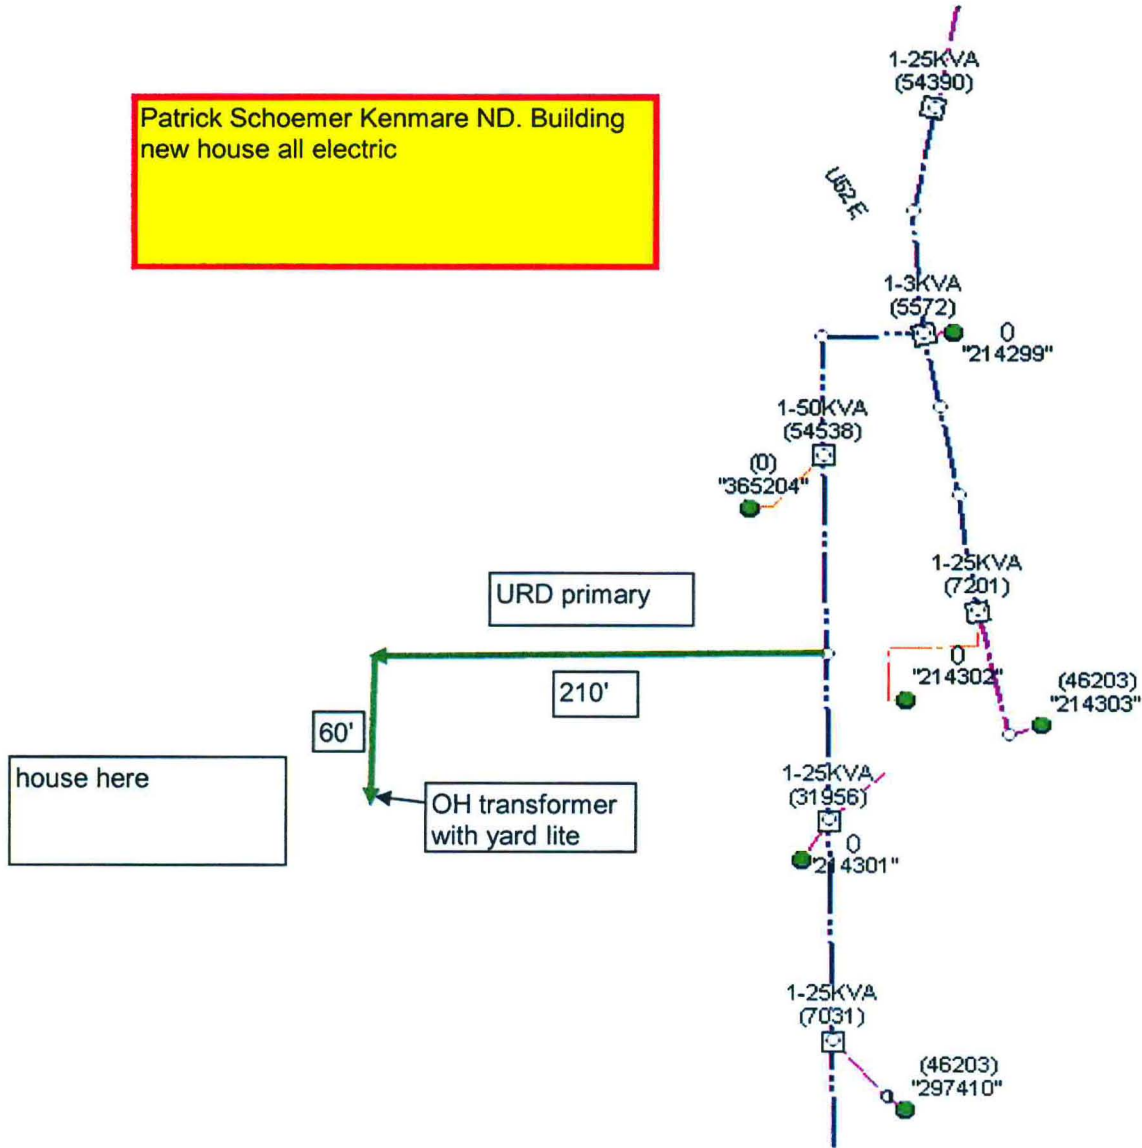 1-25KVA
(54390)
Patrick Schoemer Kenmare ND. Building
new house all electric
U52 F
1-3KVA
(5572)
0
"214299"
1-50KVA
(54538)
(0)
"365204"
1-25KVA
(7201)
URD primary
0
"214302"
(46203)
"214303"
210'
60'
house here
1-25KVA
(31956)
OH transformer
with yard lite
0
"214301"
1-25KVA
(7031)
(46203)
"297410"